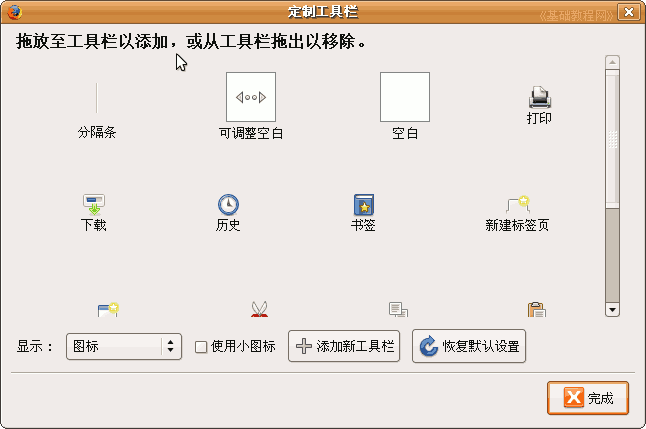 定制工具栏
《基础教程网》
拖放至工具栏以添加，或从工具栏拖出以移除。
分隔条
可调整空白
空白
打印
下载
历史
书签
新建标签页
显示：
图标
使用小图标
添加新工具栏
恢复默认设置
完成